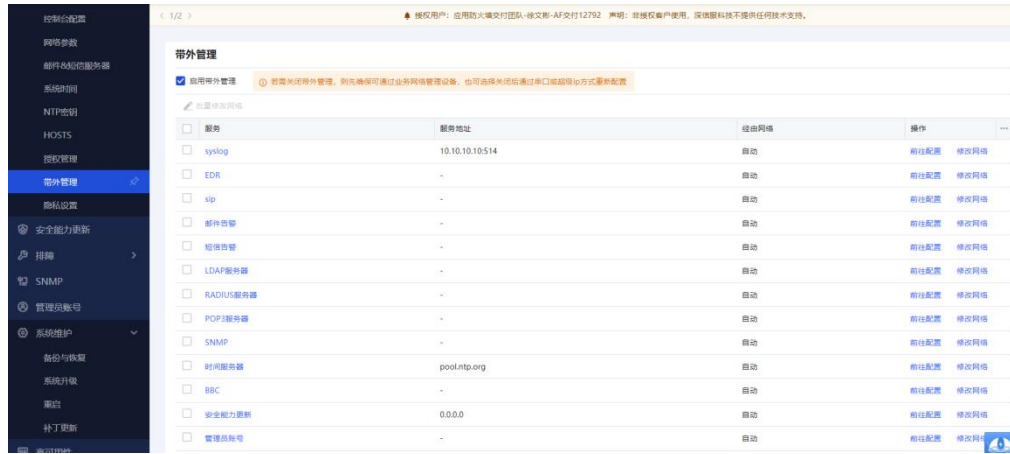 控制台配置
网络参数
邮件&短信服务器
系统时间
NTP密钥
HOSTS
授权管理
带外管理
隐私设置
安全能力更新
排障
SNMP
管理员账号
系统维护
备份与恢复
系统升级
重启
补丁更新
高可用性
1/2
授权用户：应用防火墙交付团队-徐文彬-AF交付12792 声明：非授权客户使用，深信服科技不提供任何技术支持。
带外管理
启用带外管理 若需关闭带外管理，则先确保可通过业务网络管理设备，也可选择关闭后通过串口或超级ip方式重新配置
批量修改网络
服务 服务地址 经由网络 操作
syslog 10.10.10.10:514 自动 前往配置 修改网络
EDR - 自动 前往配置 修改网络
sip - 自动 前往配置 修改网络
邮件告警 - 自动 前往配置 修改网络
短信告警 - 自动 前往配置 修改网络
LDAP服务器 - 自动 前往配置 修改网络
RADIUS服务器 - 自动 前往配置 修改网络
POP3服务器 - 自动 前往配置 修改网络
SNMP - 自动 前往配置 修改网络
时间服务器 pool.ntp.org 自动 前往配置 修改网络
BBC - 自动 前往配置 修改网络
安全能力更新 0.0.0.0 自动 前往配置 修改网络
管理员账号 - 自动 前往配置 修改网络